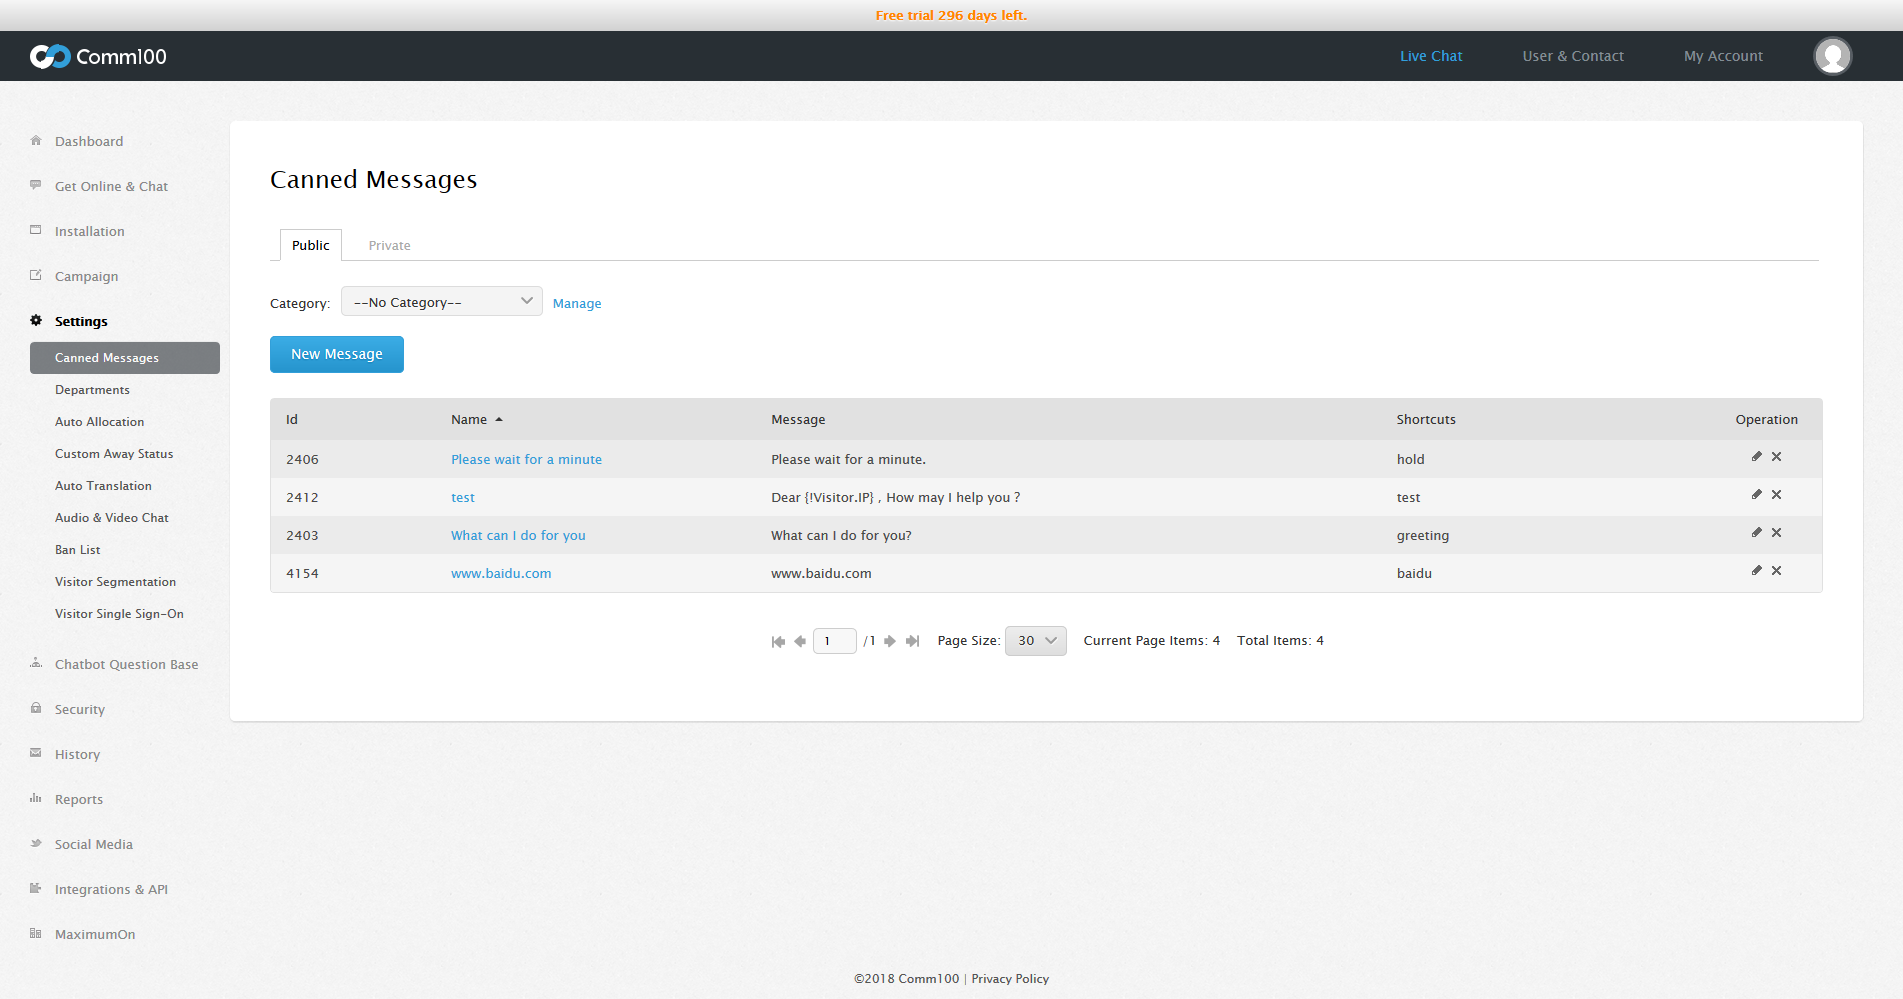 Free trial 296 days left.
Comm100
Live Chat
User & Contact
My Account
Dashboard
Get Online & Chat
Installation
Campaign
Settings
Canned Messages
Departments
Auto Allocation
Custom Away Status
Auto Translation
Audio & Video Chat
Ban List
Visitor Segmentation
Visitor Single Sign-On
Chatbot Question Base
Security
History
Reports
Social Media
Integrations & API
MaximumOn
Canned Messages
Public Private
Category: --No Category-- Manage
New Message
Id Name Message Shortcuts Operation
2406 Please wait for a minute Please wait for a minute. hold
2412 test Dear {!Visitor.IP} , How may I help you ? test
2403 What can I do for you What can I do for you? greeting
4154 www.baidu.com www.baidu.com baidu
1 /1 Page Size: 30 Current Page Items: 4 Total Items: 4
©2018 Comm100 | Privacy Policy